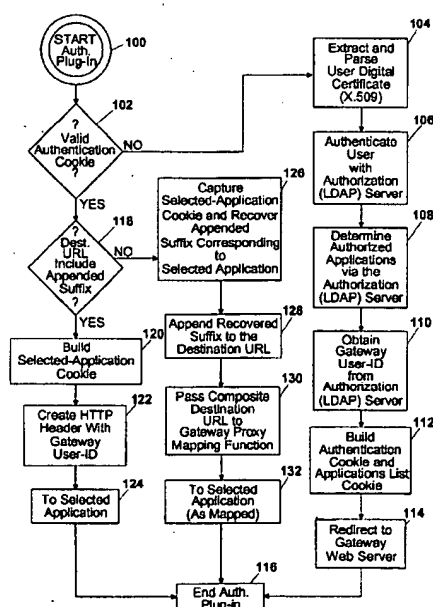 START
Auth.
Plug-In
100
?
Valid
Authentication
Cookie
?
102
NO
YES
?
Dest.
URL
Include
Appended
Suffix
?
118
NO
YES
Build
Selected-Application
Cookie
120
Create HTTP
Header With
Gateway
User-ID
122
To Selected
Application
124
Capture
Selected-Application
Cookie and Recover
Appended
Suffix Corresponding
to
Selected Application
126
Append Recovered
Suffix to the
Destination URL
128
Pass Composite
Destination
URL to
Gateway Proxy
Mapping Function
130
To Selected
Application
(As Mapped)
132
Extract and
Parse
User Digital
Certificate
(X.509)
104
Authenticate
User
with
Authorization
(LDAP) Server
106
Determine
Authorized
Applications
via the
Authorization
(LDAP) Server
108
Obtain
Gateway
User-ID
from
Authorization
(LDAP) Server
110
Build
Authentication
Cookie and
Applications List
Cookie
112
Redirect to
Gateway
Web Server
114
End Auth.
Plug-in
116